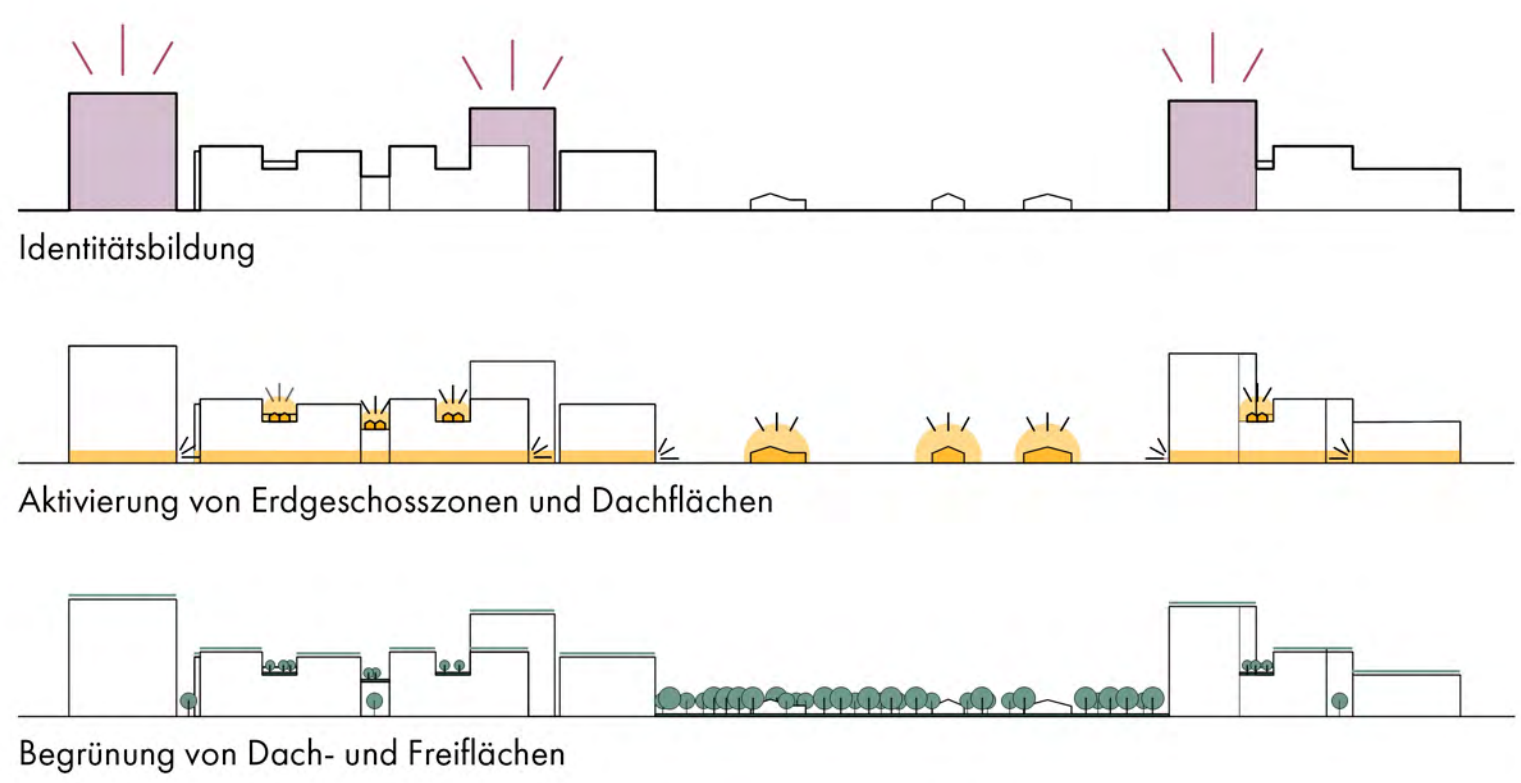 Identitätsbildung
Aktivierung von Erdgeschosszonen und Dachflächen
Begrünung von Dach- und Freiflächen